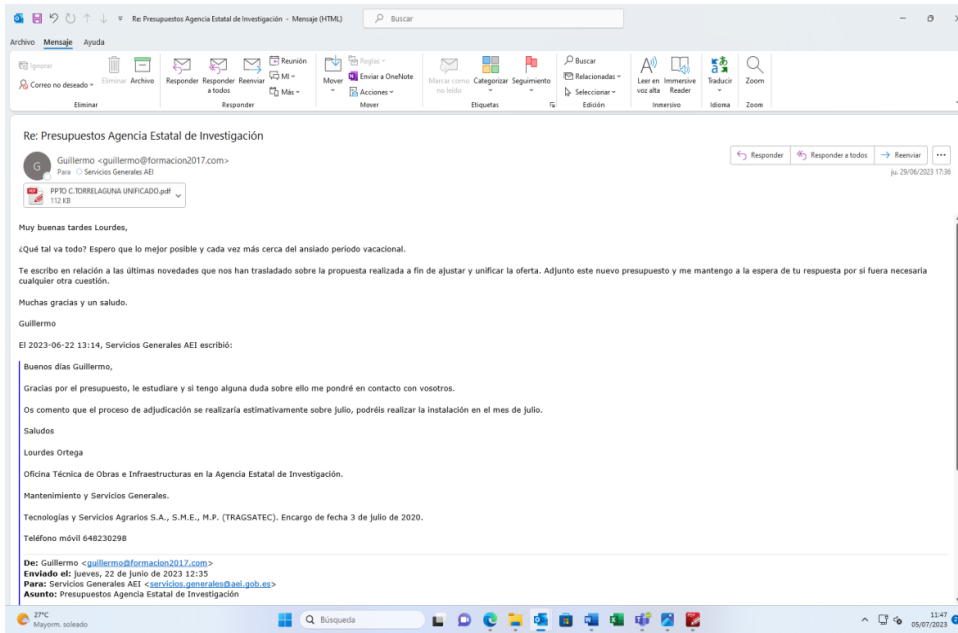 Re: Presupuestos Agencia Estatal de Investigación - Mensaje (HTML)
Buscar
Archivo Mensaje Ayuda
Ignorar
Correo no deseado
Eliminar Archivo
Responder Responder a todos Reenviar
Reunión
MI
Más
Mover
Reglas
Enviar a OneNote
Acciones
Marcar como no leído
Categorizar Seguimiento
Buscar
Relacionadas
Seleccionar
Leer en voz alta
Immersive Reader
Traducir
Zoom
Eliminar Responder Mover Etiquetas Edición Inmersivo Idioma Zoom
Re: Presupuestos Agencia Estatal de Investigación
G
Guillermo <guillermo@formacion2017.com>
Para Servicios Generales AEI
Responder Responder a todos Reenviar ...
ju. 29/06/2023 17:36
PDF
PPTO C.TORRELAGUNA UNIFICADO.pdf
112 KB
Muy buenas tardes Lourdes,
¿Qué tal va todo? Espero que lo mejor posible y cada vez más cerca del ansiado periodo vacacional.
Te escribo en relación a las últimas novedades que nos han trasladado sobre la propuesta realizada a fin de ajustar y unificar la oferta. Adjunto este nuevo presupuesto y me mantengo a la espera de tu respuesta por si fuera necesaria
cualquier otra cuestión.
Muchas gracias y un saludo.
Guillermo
El 2023-06-22 13:14, Servicios Generales AEI escribió:
Buenos días Guillermo,
Gracias por el presupuesto, le estudiare y si tengo alguna duda sobre ello me pondré en contacto con vosotros.
Os comento que el proceso de adjudicación se realizaría estimativamente sobre julio, podréis realizar la instalación en el mes de julio.
Saludos
Lourdes Ortega
Oficina Técnica de Obras e Infraestructuras en la Agencia Estatal de Investigación.
Mantenimiento y Servicios Generales.
Tecnologías y Servicios Agrarios S.A., S.M.E., M.P. (TRAGSATEC). Encargo de fecha 3 de julio de 2020.
Teléfono móvil 648230298
De: Guillermo <guillermo@formacion2017.com>
Enviado el: jueves, 22 de junio de 2023 12:35
Para: Servicios Generales AEI <servicios.generales@aei.gob.es>
Asunto: Presupuestos Agencia Estatal de Investigación
27°C
Mayorm. soleado
Búsqueda
11:47
05/07/2023